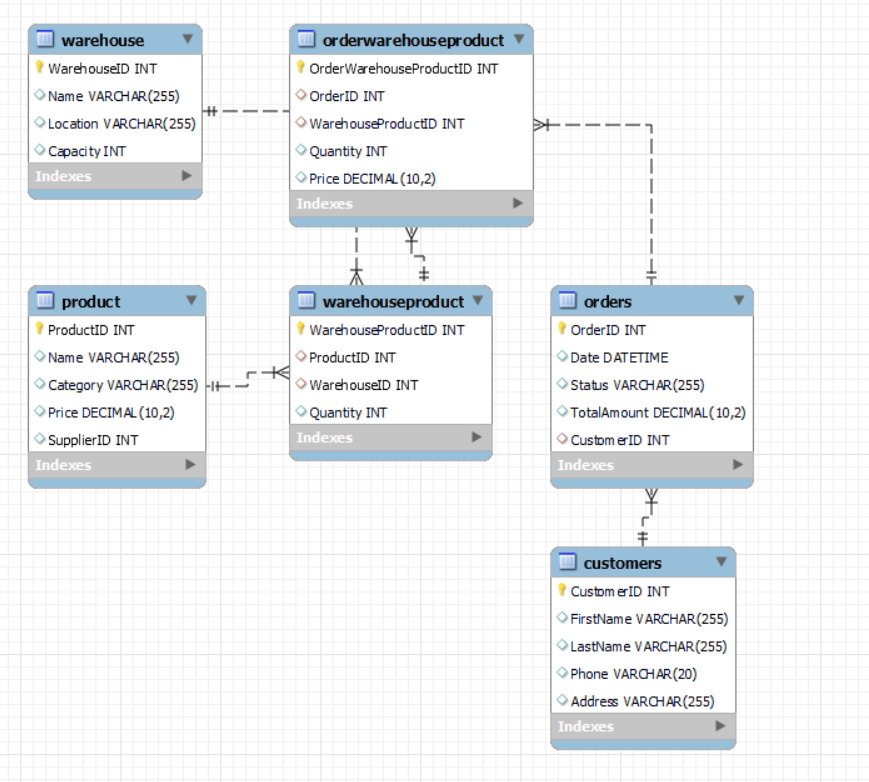 warehouse
WarehouseID INT
Name VARCHAR(255)
Location VARCHAR(255)
Capacity INT
Indexes
orderwarehouseproduct
OrderWarehouseProductID INT
OrderID INT
WarehouseProductID INT
Quantity INT
Price DECIMAL(10,2)
Indexes
product
ProductID INT
Name VARCHAR(255)
Category VARCHAR(255)
Price DECIMAL(10,2)
SupplierID INT
Indexes
warehouseproduct
WarehouseProductID INT
ProductID INT
WarehouseID INT
Quantity INT
Indexes
orders
OrderID INT
Date DATETIME
Status VARCHAR(255)
TotalAmount DECIMAL(10,2)
CustomerID INT
Indexes
customers
CustomerID INT
FirstName VARCHAR(255)
LastName VARCHAR(255)
Phone VARCHAR(20)
Address VARCHAR(255)
Indexes